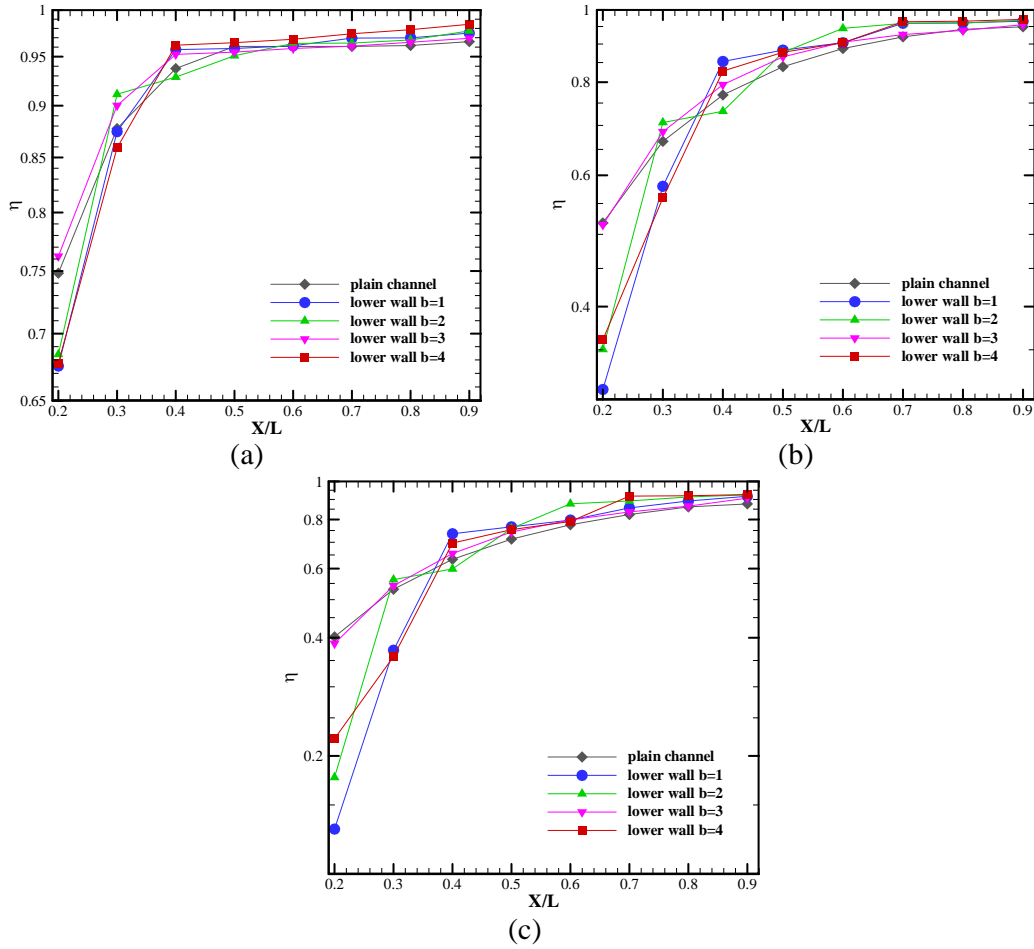 1
0.95
0.9
0.85
0.8
0.75
0.7
0.65
η
0.2 0.3 0.4 0.5 0.6 0.7 0.8 0.9
X/L
plain channel
lower wall b=1
lower wall b=2
lower wall b=3
lower wall b=4
(a)
1
0.8
0.6
0.4
η
0.2 0.3 0.4 0.5 0.6 0.7 0.8 0.9
X/L
plain channel
lower wall b=1
lower wall b=2
lower wall b=3
lower wall b=4
(b)
1
0.8
0.6
0.4
0.2
η
0.2 0.3 0.4 0.5 0.6 0.7 0.8 0.9
X/L
plain channel
lower wall b=1
lower wall b=2
lower wall b=3
lower wall b=4
(c)